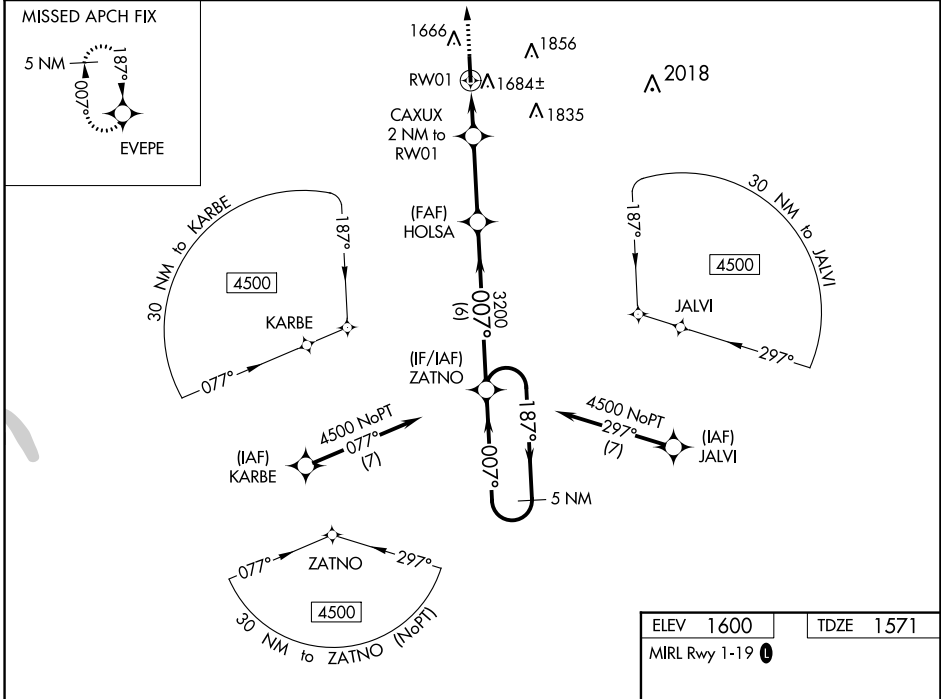 MISSED APCH FIX
5 NM
187°
007°
EVEPE
1666
1856
RW01
1684±
2018
1835
CAXUX
2 NM to
RW01
(FAF)
HOLSA
30 NM to KARBE
187°
4500
KARBE
077°
30 NM to JALVI
187°
4500
JALVI
297°
3200
007°
(6)
(IF/IAF)
ZATNO
187°
007°
5 NM
4500 NoPT
077°
(7)
(IAF)
KARBE
4500 NoPT
297°
(7)
(IAF)
JALVI
077°
297°
ZATNO
4500
30 NM to ZATNO (NoPT)
ELEV 1600
TDZE 1571
MIRL Rwy 1-19 L